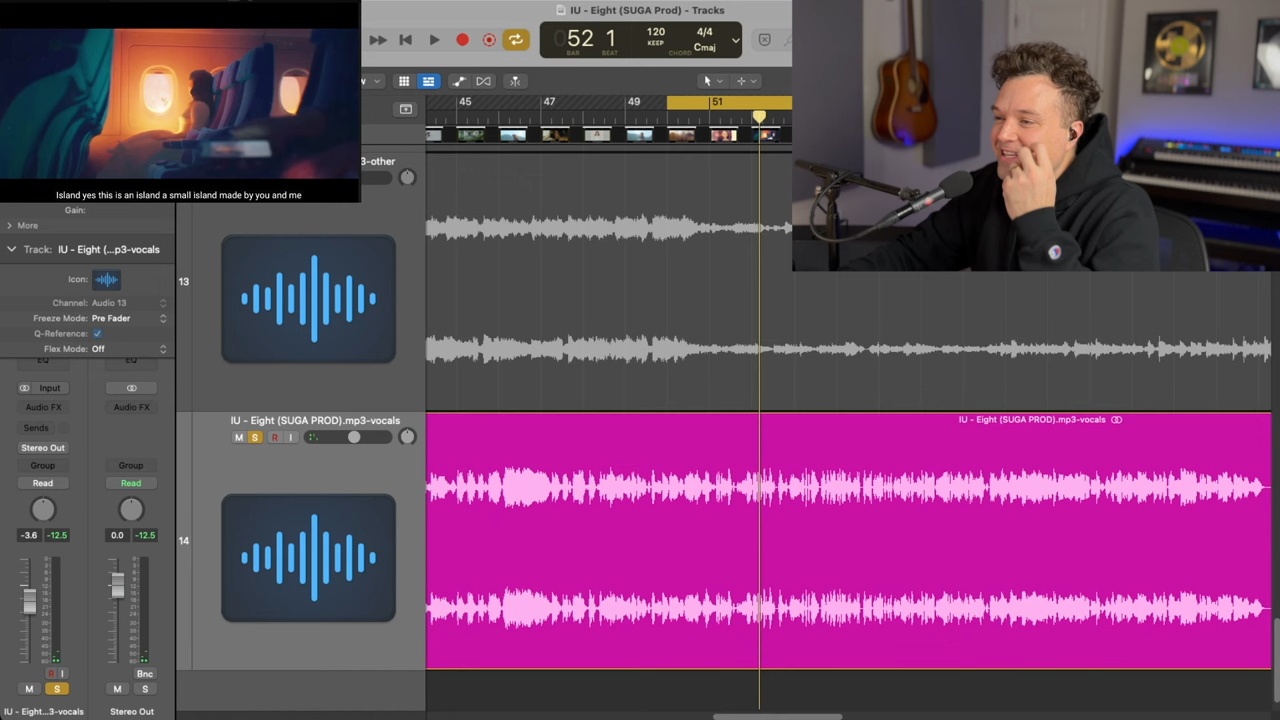 IU - Eight (SUGA Prod) - Tracks
52 1
BAR BEAT
120
KEEP
4/4
Cmaj
CHORD
45 47 49 51
Island yes this is an island a small island made by you and me
3-other
Gain:
More
Track: IU - Eight (...p3-vocals
Icon:
Channel: Audio 13
Freeze Mode: Pre Fader
Q-Reference:
Flex Mode: Off
13
EQ EQ
Input
Audio FX Audio FX
Sends
Stereo Out
Group Group
Read Read
-3.6 -12.5 0.0 -12.5
R I Bnc
M S M S
IU - Eight...3-vocals Stereo Out
IU - Eight (SUGA PROD).mp3-vocals
M S R I
14
IU - Eight (SUGA PROD).mp3-vocals